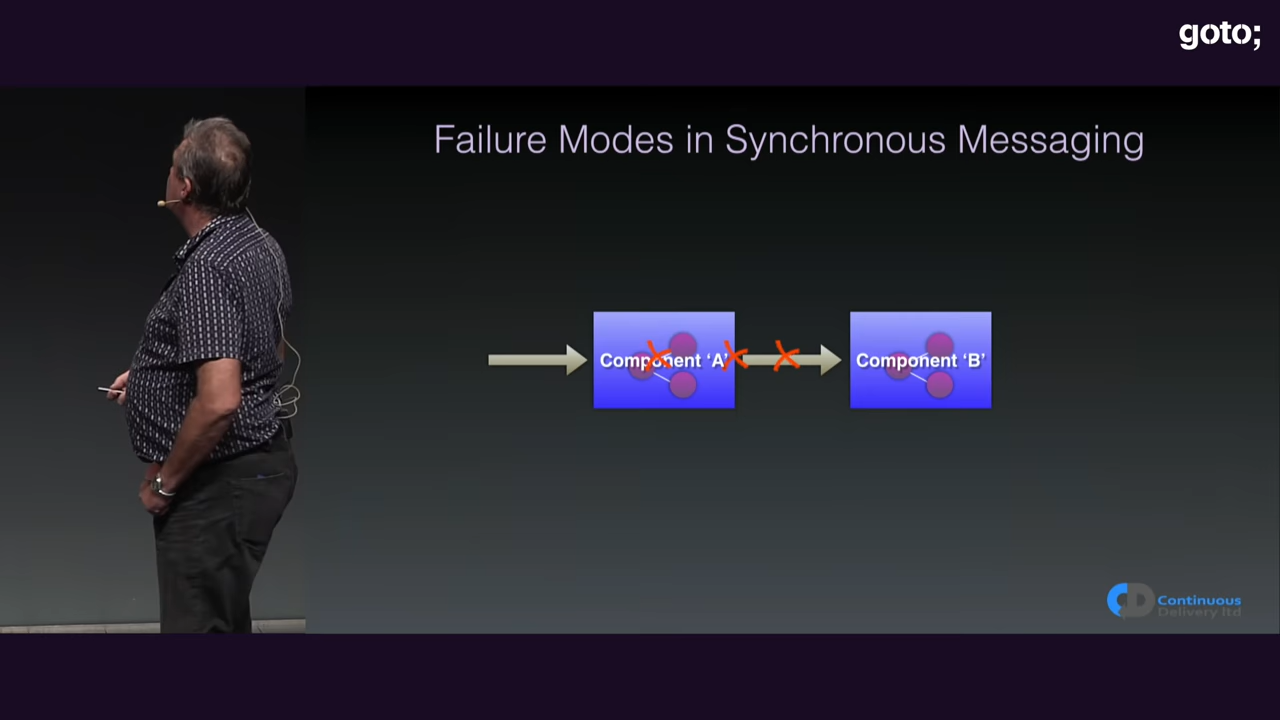 goto;
Failure Modes in Synchronous Messaging
Component ‘A’
Component ‘B’
Continuous
Delivery ltd